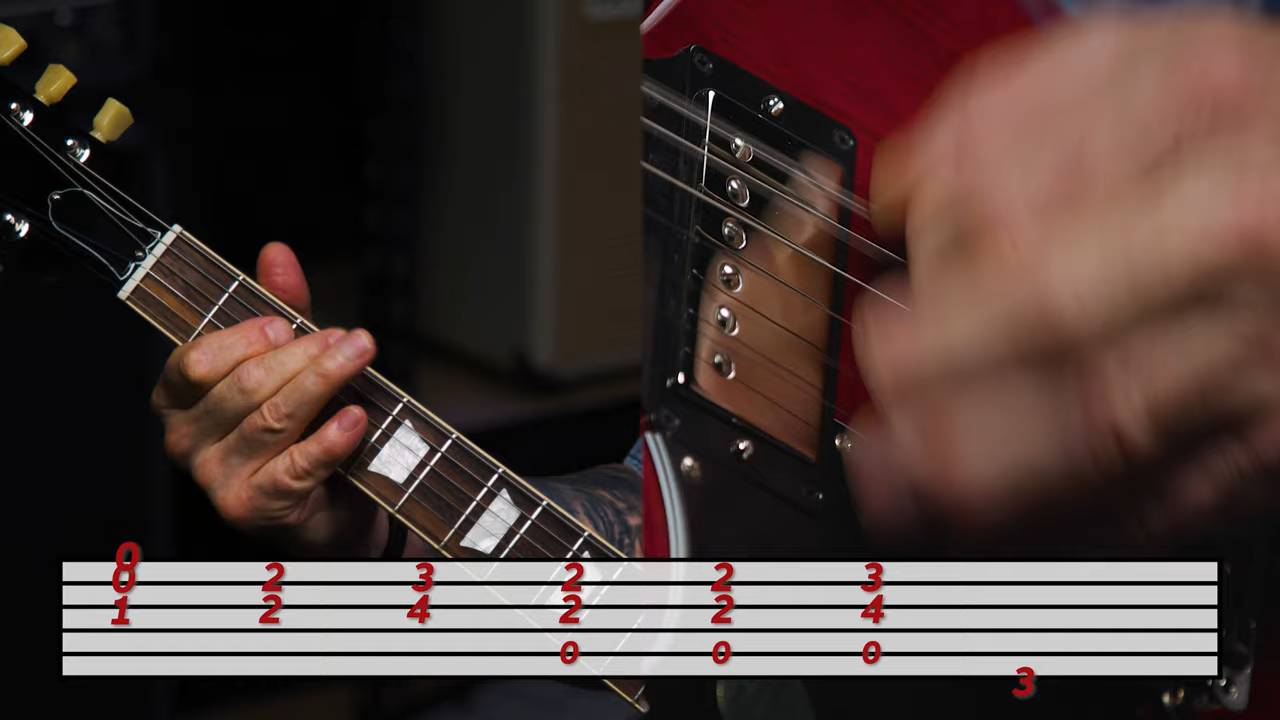 0
0 2 3 2 2 3
1 2 4 2 2 4
0 0 0
3